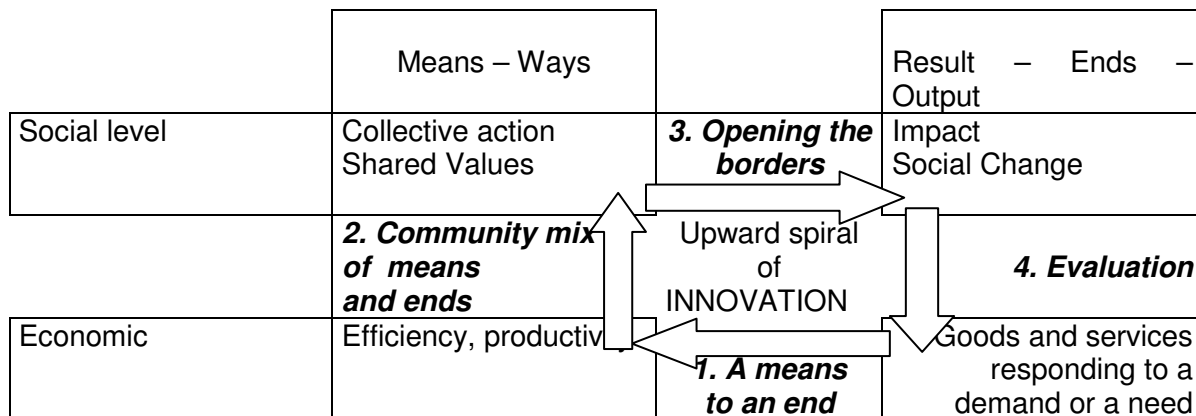 Means – Ways
Result – Ends –
Output
Social level
Collective action
Shared Values
3. Opening the
borders
Impact
Social Change
2. Community mix
of means
and ends
Upward spiral
of
INNOVATION
4. Evaluation
Economic
Efficiency, productivity
1. A means
to an end
Goods and services
responding to a
demand or a need